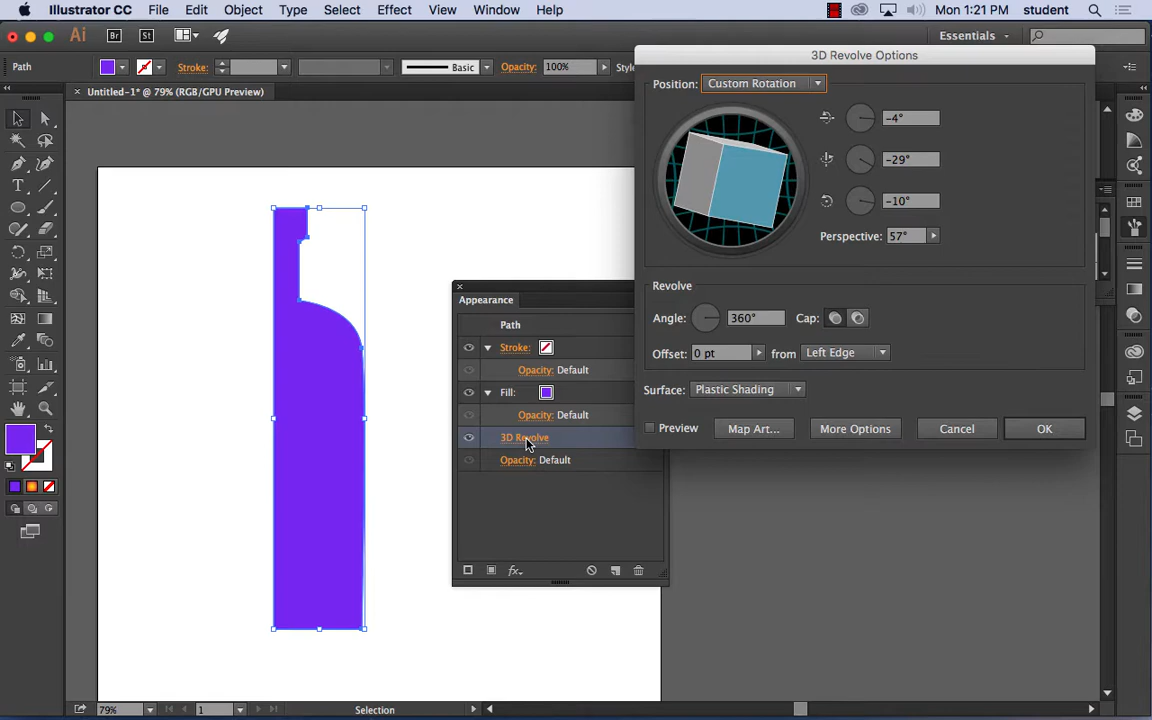 Illustrator CC File Edit Object Type Select Effect View Window Help Mon 1:21 PM student
Ai Br St Essentials
Path Stroke: Basic Opacity: 100% Style
Untitled-1* @ 79% (RGB/GPU Preview)
3D Revolve Options
Position: Custom Rotation
-4°
-29°
-10°
Perspective: 57°
Revolve
Angle: 360° Cap:
Offset: 0 pt from Left Edge
Surface: Plastic Shading
Preview Map Art... More Options Cancel OK
Appearance
Path
Stroke:
Opacity: Default
Fill:
Opacity: Default
3D Revolve
Opacity: Default
fx
79% 1 Selection